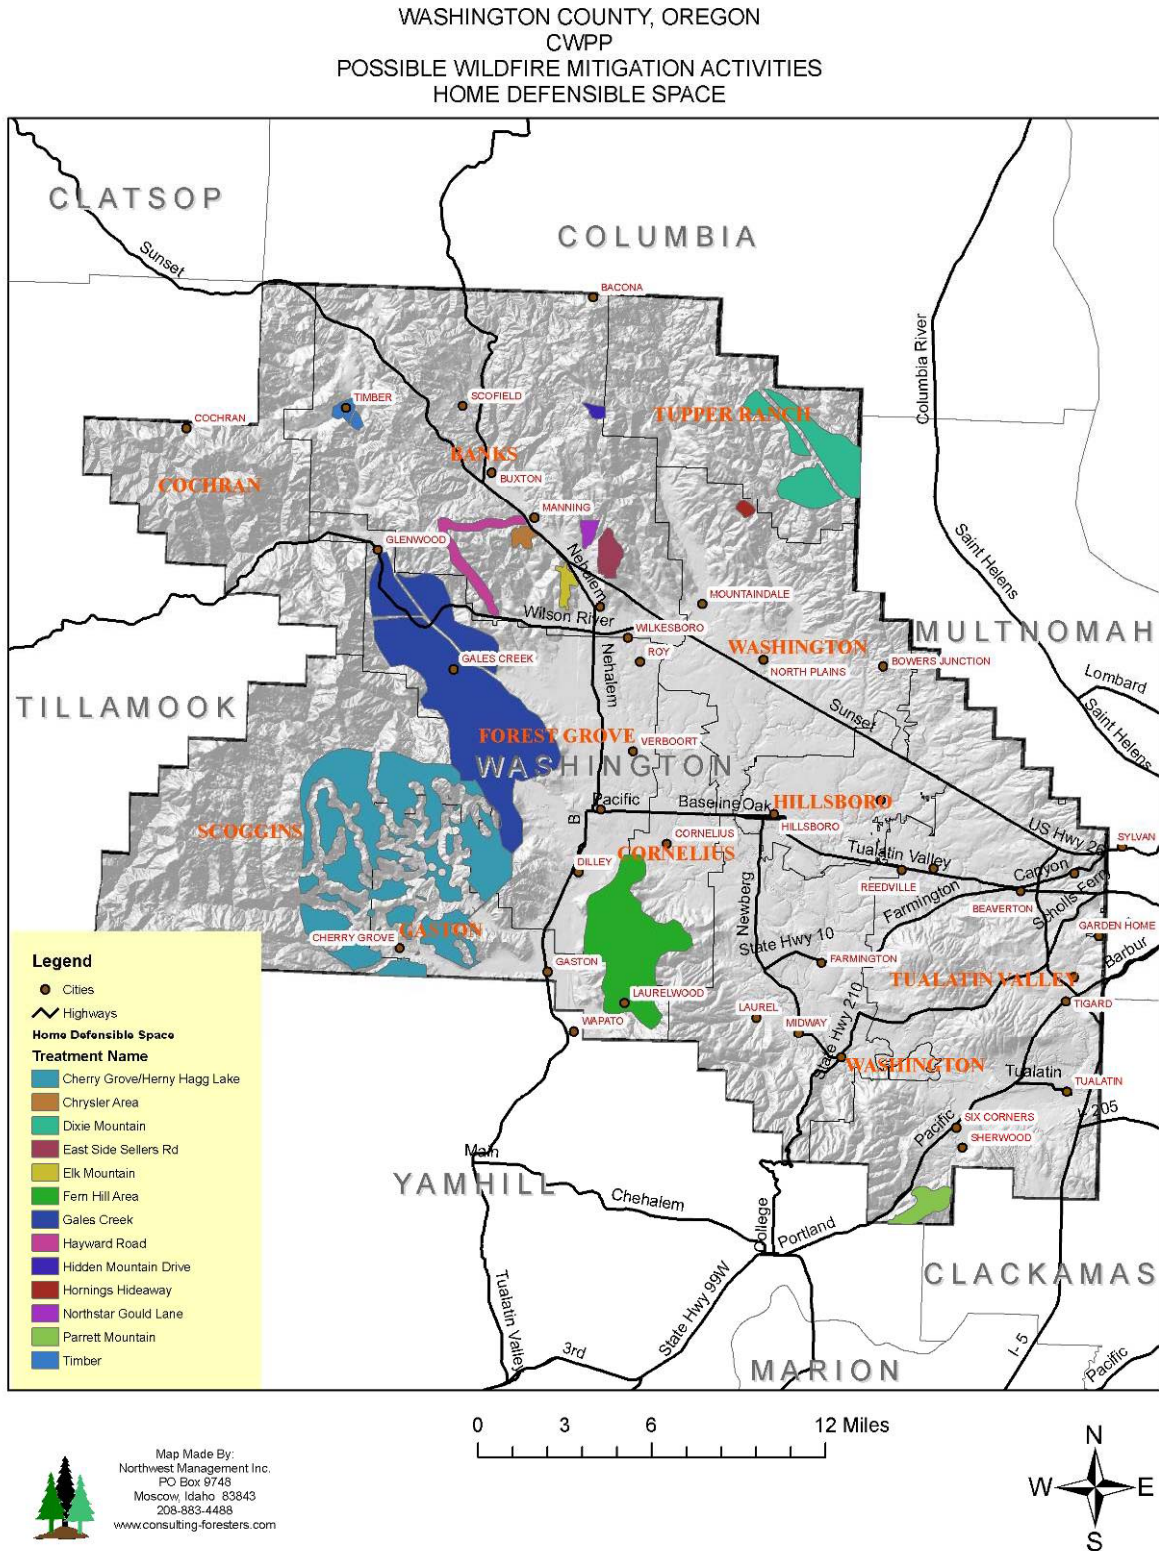 WASHINGTON COUNTY, OREGON
CWPP
POSSIBLE WILDFIRE MITIGATION ACTIVITIES
HOME DEFENSIBLE SPACE
CLATSOP
COLUMBIA
Sunset
BACONA
Columbia River
TIMBER
SCOFIELD
TUPPER RANCH
COCHRAN
BANKS
COCHRAN
BUXTON
MANNING
GLENWOOD
Nehalem
Saint Helens
MOUNTAINDALE
Wilson River
WILKESBORO
MULTNOMAH
WASHINGTON
ROY
GALES CREEK
Nehalem
NORTH PLAINS
BOWERS JUNCTION
Lombard
TILLAMOOK
Sunset
Saint Helens
FOREST GROVE
VERBOORT
WASHINGTON
Pacific
Baseline
Oak
HILLSBORO
B
SCOGGINS
HILLSBORO
CORNELIUS
CORNELIUS
US Hwy 26
SYLVAN
DILLEY
Tualatin Valley
Canyon
REEDVILLE
Farmington
Scholls Ferry
BEAVERTON
Newberg
GARDEN HOME
GASTON
CHERRY GROVE
State Hwy 10
Barbur
FARMINGTON
GASTON
TUALATIN VALLEY
LAURELWOOD
TIGARD
LAUREL
State Hwy 210
WAPATO
MIDWAY
WASHINGTON
Tualatin
TUALATIN
I- 205
Pacific
SIX CORNERS
SHERWOOD
Main
YAMHILL
Chehalem
College
Portland
CLACKAMAS
Tualatin Valley
State Hwy 99W
3rd
I- 5
MARION
Pacific
Legend
Cities
Highways
Home Defensible Space
Treatment Name
Cherry Grove/Herny Hagg Lake
Chrysler Area
Dixie Mountain
East Side Sellers Rd
Elk Mountain
Fern Hill Area
Gales Creek
Hayward Road
Hidden Mountain Drive
Hornings Hideaway
Northstar Gould Lane
Parrett Mountain
Timber
0 3 6 12 Miles
Map Made By:
Northwest Management Inc.
PO Box 9748
Moscow, Idaho 83843
208-883-4488
www.consulting-foresters.com
N
W E
S